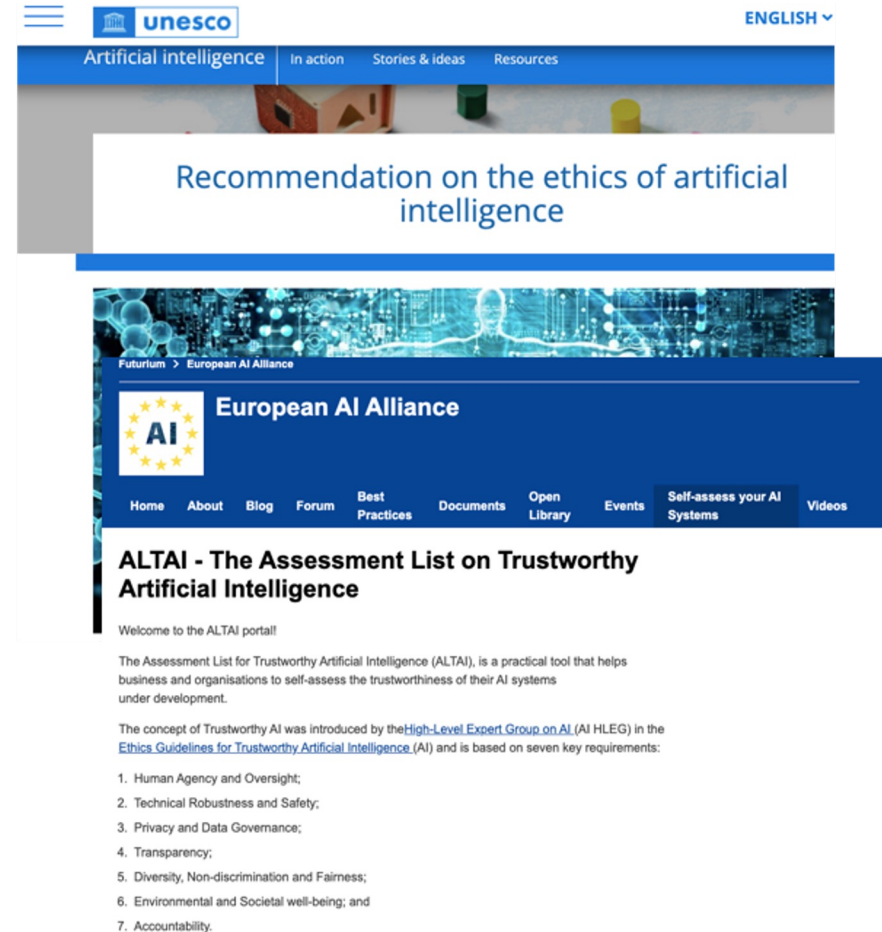 unesco
ENGLISH
Artificial intelligence In action Stories & ideas Resources
Recommendation on the ethics of artificial
intelligence
Futurium > European AI Alliance
AI
European AI Alliance
Home About Blog Forum Best Practices Documents Open Library Events Self-assess your AI Systems Videos
ALTAI - The Assessment List on Trustworthy
Artificial Intelligence
Welcome to the ALTAI portal!
The Assessment List for Trustworthy Artificial Intelligence (ALTAI), is a practical tool that helps
business and organisations to self-assess the trustworthiness of their AI systems
under development.
The concept of Trustworthy AI was introduced by theHigh-Level Expert Group on AI (AI HLEG) in the
Ethics Guidelines for Trustworthy Artificial Intelligence (AI) and is based on seven key requirements:
1. Human Agency and Oversight;
2. Technical Robustness and Safety;
3. Privacy and Data Governance;
4. Transparency;
5. Diversity, Non-discrimination and Fairness;
6. Environmental and Societal well-being; and
7. Accountability.